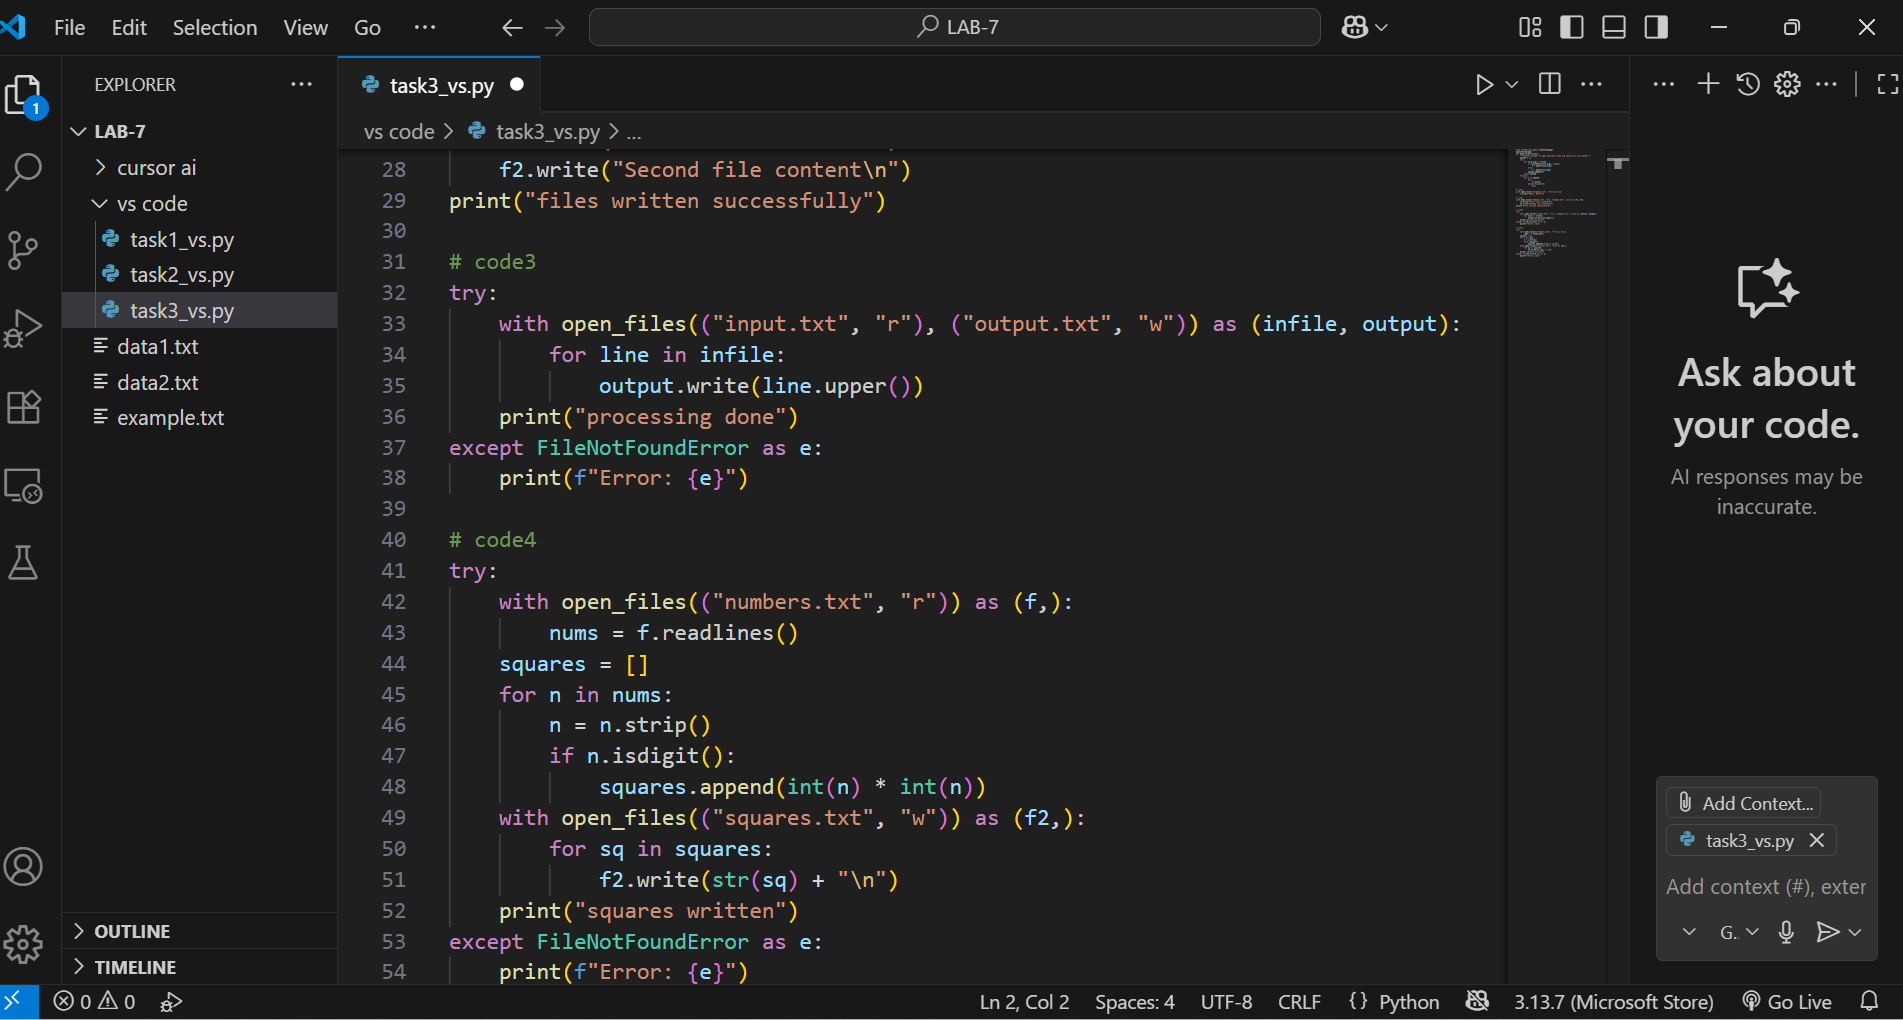 File Edit Selection View Go ···
LAB-7
EXPLORER
1
LAB-7
cursor ai
vs code
task1_vs.py
task2_vs.py
task3_vs.py
data1.txt
data2.txt
example.txt
OUTLINE
TIMELINE
task3_vs.py
vs code > task3_vs.py > ...
28 f2.write("Second file content\n")
29 print("files written successfully")
30
31 # code3
32 try:
33 with open_files(("input.txt", "r"), ("output.txt", "w")) as (infile, output):
34 for line in infile:
35 output.write(line.upper())
36 print("processing done")
37 except FileNotFoundError as e:
38 print(f"Error: {e}")
39
40 # code4
41 try:
42 with open_files(("numbers.txt", "r")) as (f,):
43 nums = f.readlines()
44 squares = []
45 for n in nums:
46 n = n.strip()
47 if n.isdigit():
48 squares.append(int(n) * int(n))
49 with open_files(("squares.txt", "w")) as (f2,):
50 for sq in squares:
51 f2.write(str(sq) + "\n")
52 print("squares written")
53 except FileNotFoundError as e:
54 print(f"Error: {e}")
Ask about
your code.
AI responses may be
inaccurate.
Add Context...
task3_vs.py
Add context (#), exter
G.
0 0
Ln 2, Col 2 Spaces: 4 UTF-8 CRLF {} Python 3.13.7 (Microsoft Store) Go Live